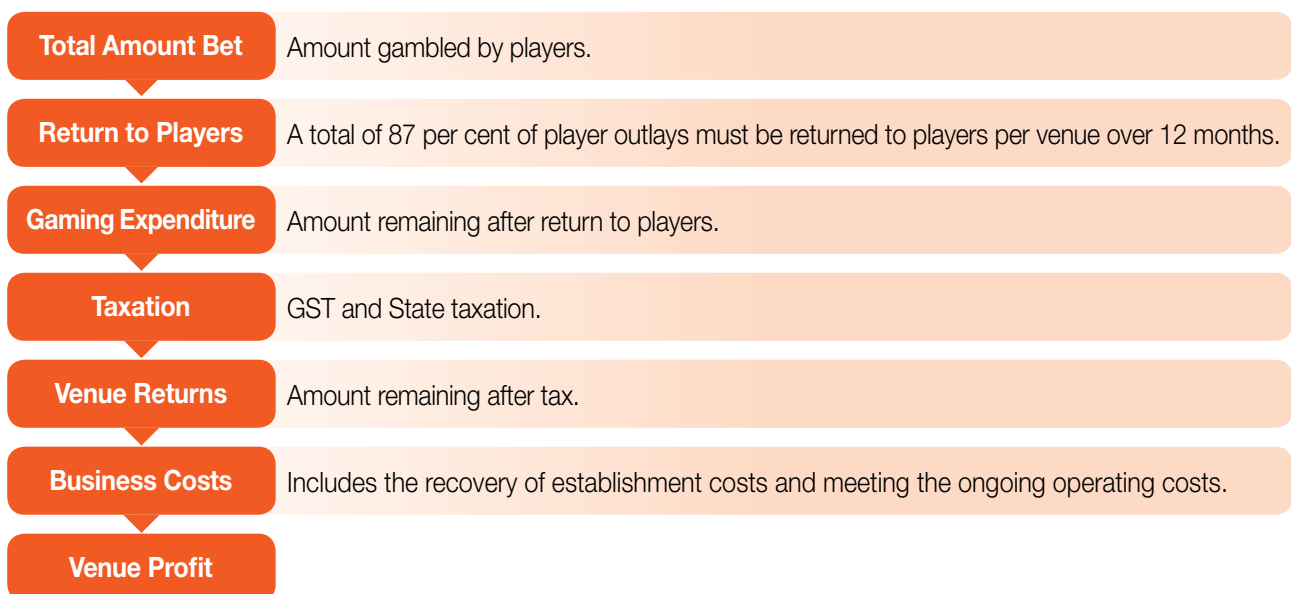 Total Amount Bet
Amount gambled by players.
Return to Players
A total of 87 per cent of player outlays must be returned to players per venue over 12 months.
Gaming Expenditure
Amount remaining after return to players.
Taxation
GST and State taxation.
Venue Returns
Amount remaining after tax.
Business Costs
Includes the recovery of establishment costs and meeting the ongoing operating costs.
Venue Profit